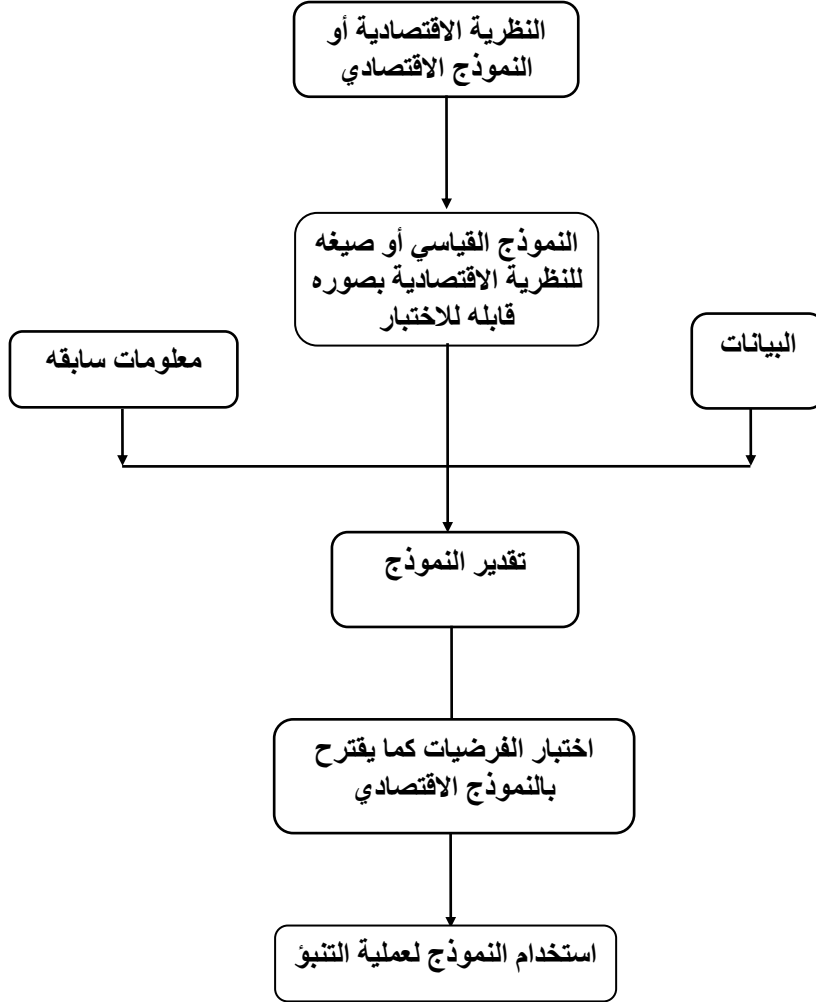 النظرية الاقتصادية أو
النموذج الاقتصادي
النموذج القياسي أو صيغه
للنظرية الاقتصادية بصوره
قابله للاختبار
البيانات
معلومات سابقه
تقدير النموذج
اختبار الفرضيات كما يقترح
بالنموذج الاقتصادي
استخدام النموذج لعملية التنبؤ